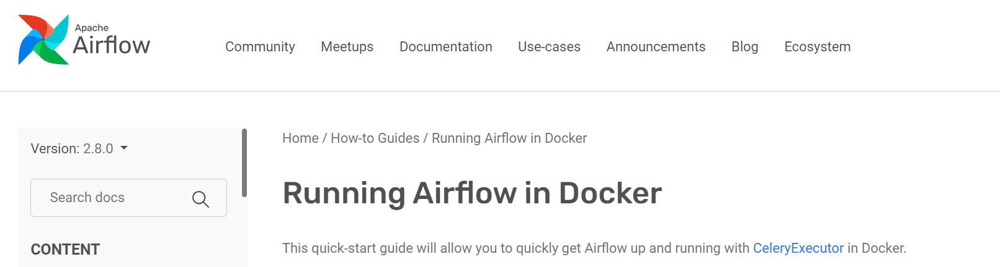 Apache
Airflow
Community Meetups Documentation Use-cases Announcements Blog Ecosystem
Version: 2.8.0
Search docs
CONTENT
Home / How-to Guides / Running Airflow in Docker
Running Airflow in Docker
This quick-start guide will allow you to quickly get Airflow up and running with CeleryExecutor in Docker.